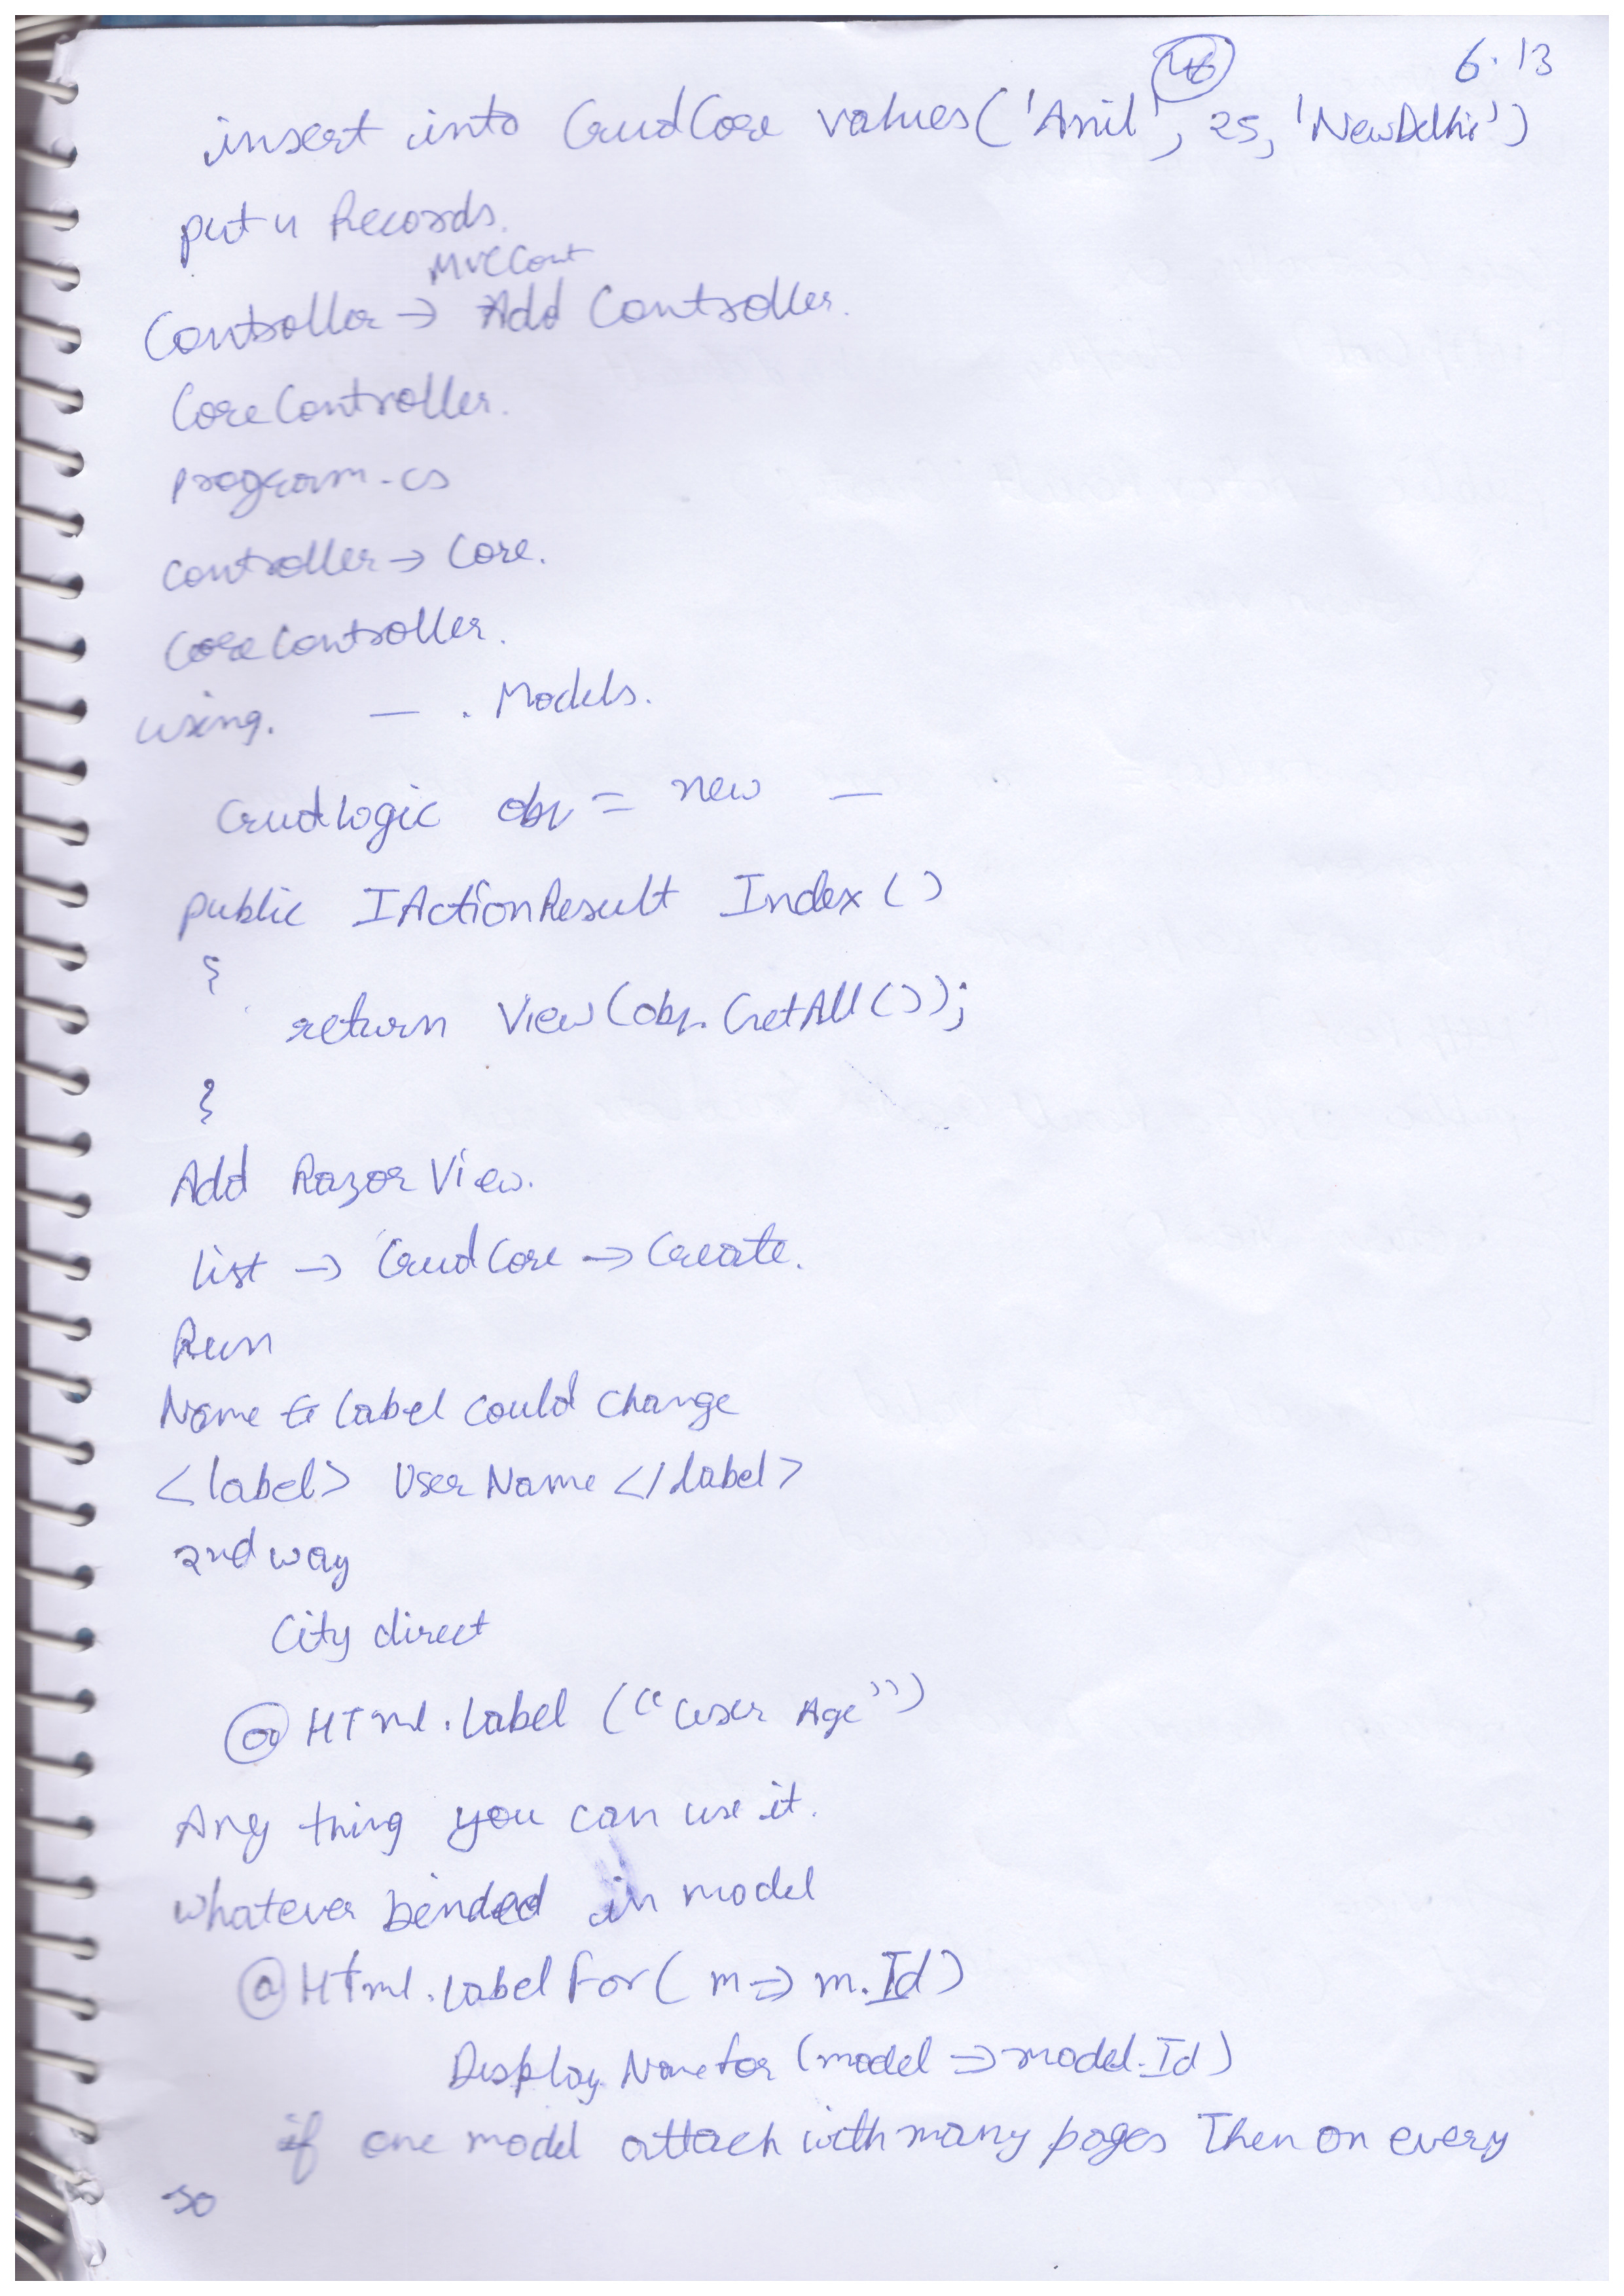 46 6.13
insert into CrudCore values('Anil', 25, 'NewDelhi')
put 4 Records.
MVCCont
Controller → Add Controller.
CoreController.
program.cs
controller → Core.
CoreController.
using. — . Models.
CrudLogic obj = new —
public IActionResult Index()
{
return View(obj.GetAll());
}
Add Razor View.
list → CrudCore → Create.
Run
Name label could change
<label> User Name </label>
2nd way
City direct
@HTml.Label (“User Age”)
Any thing you can use it.
whatever bended in model
@Html.LabelFor(m=>m.Id)
Display Namefor (model=>model.Id)
if one model attach with many pages Then on every
so